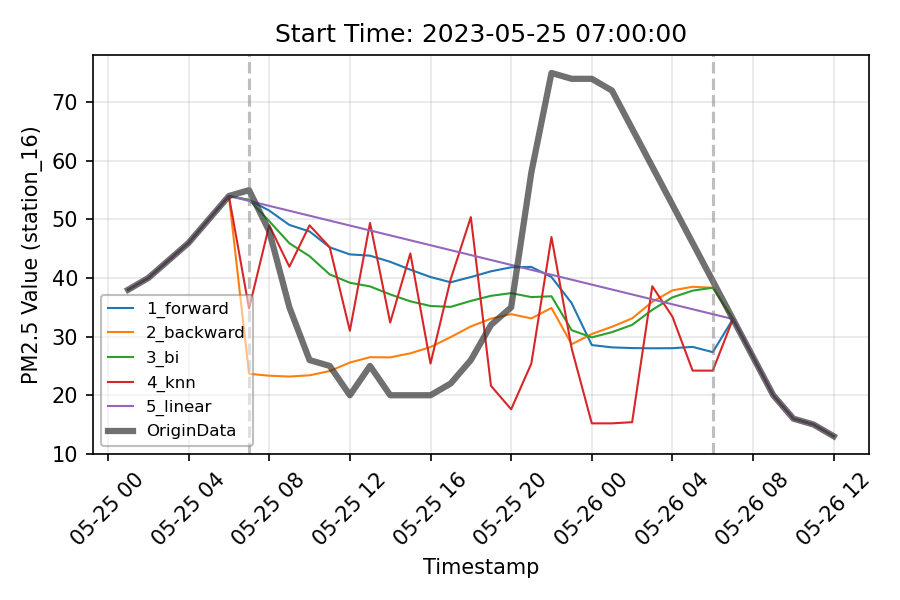 Start Time: 2023-05-25 07:00:00
PM2.5 Value (station_16)
70
60
50
40
30
20
10
1_forward
2_backward
3_bi
4_knn
5_linear
OriginData
05-25 00
05-25 04
05-25 08
05-25 12
05-25 16
05-25 20
05-26 00
05-26 04
05-26 08
05-26 12
Timestamp